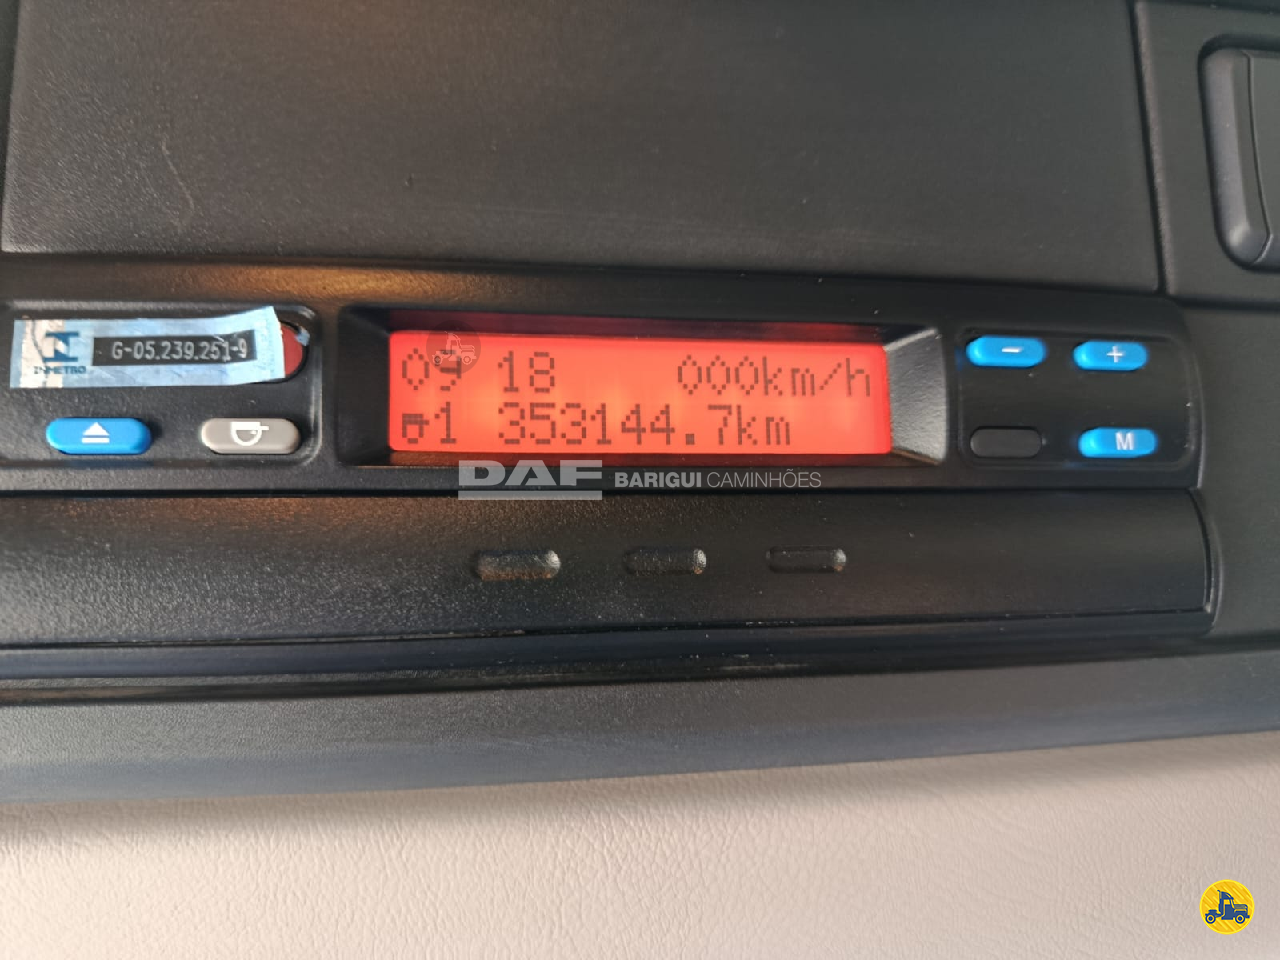 INMETRO
G-05.239.251-9
09 18 000km/h
1 353144.7km
- +
M
DAF BARIGUI CAMINHÕES